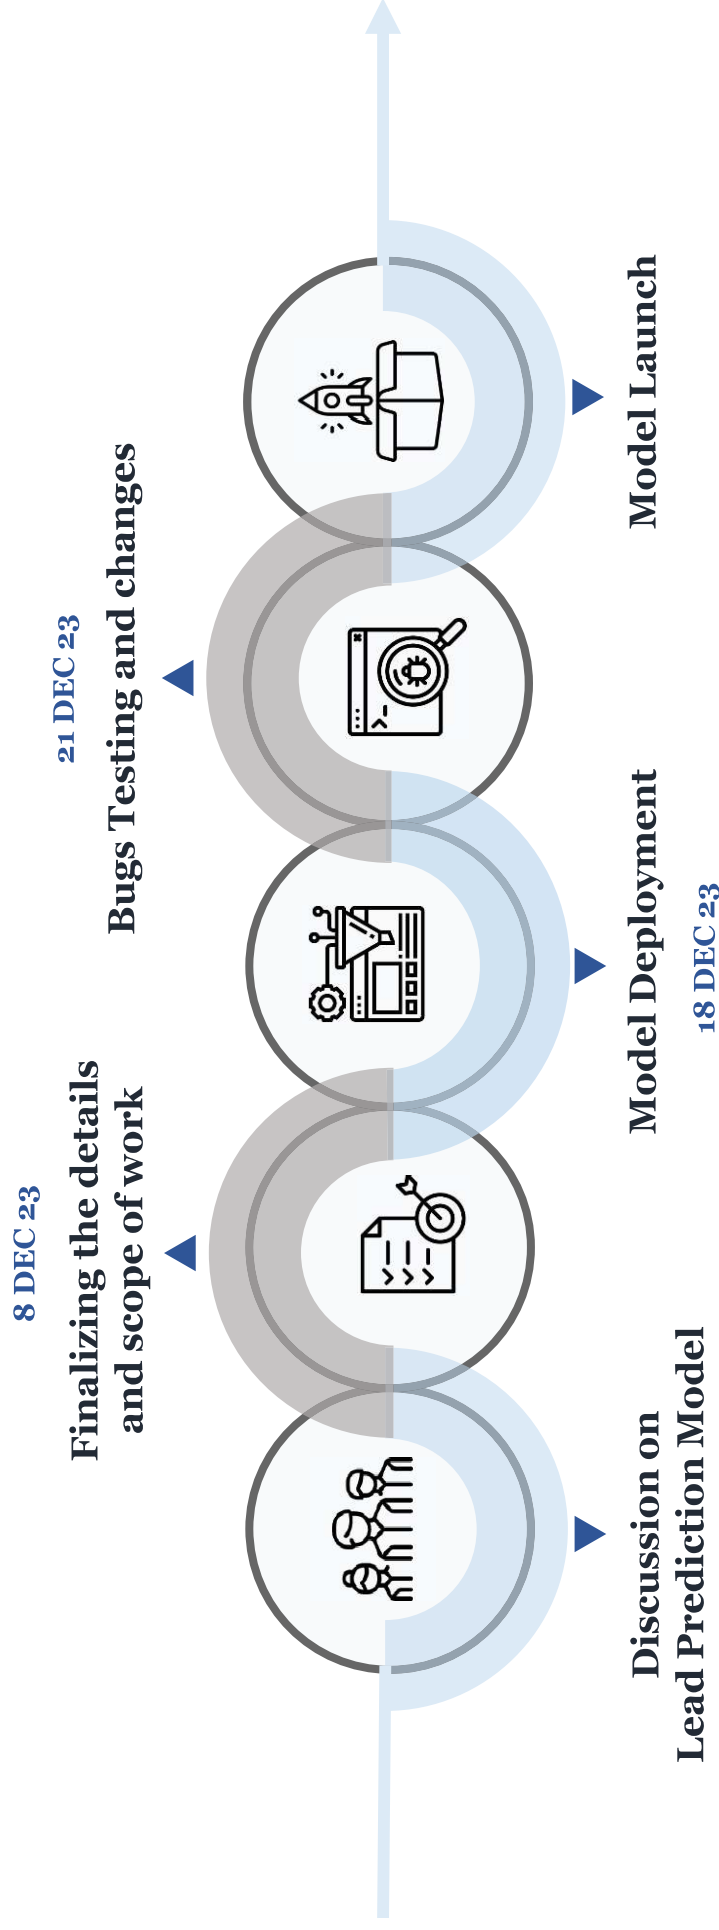 Discussion on
Lead Prediction Model
8 DEC 23
Finalizing the details
and scope of work
Model Deployment
18 DEC 23
21 DEC 23
Bugs Testing and changes
Model Launch